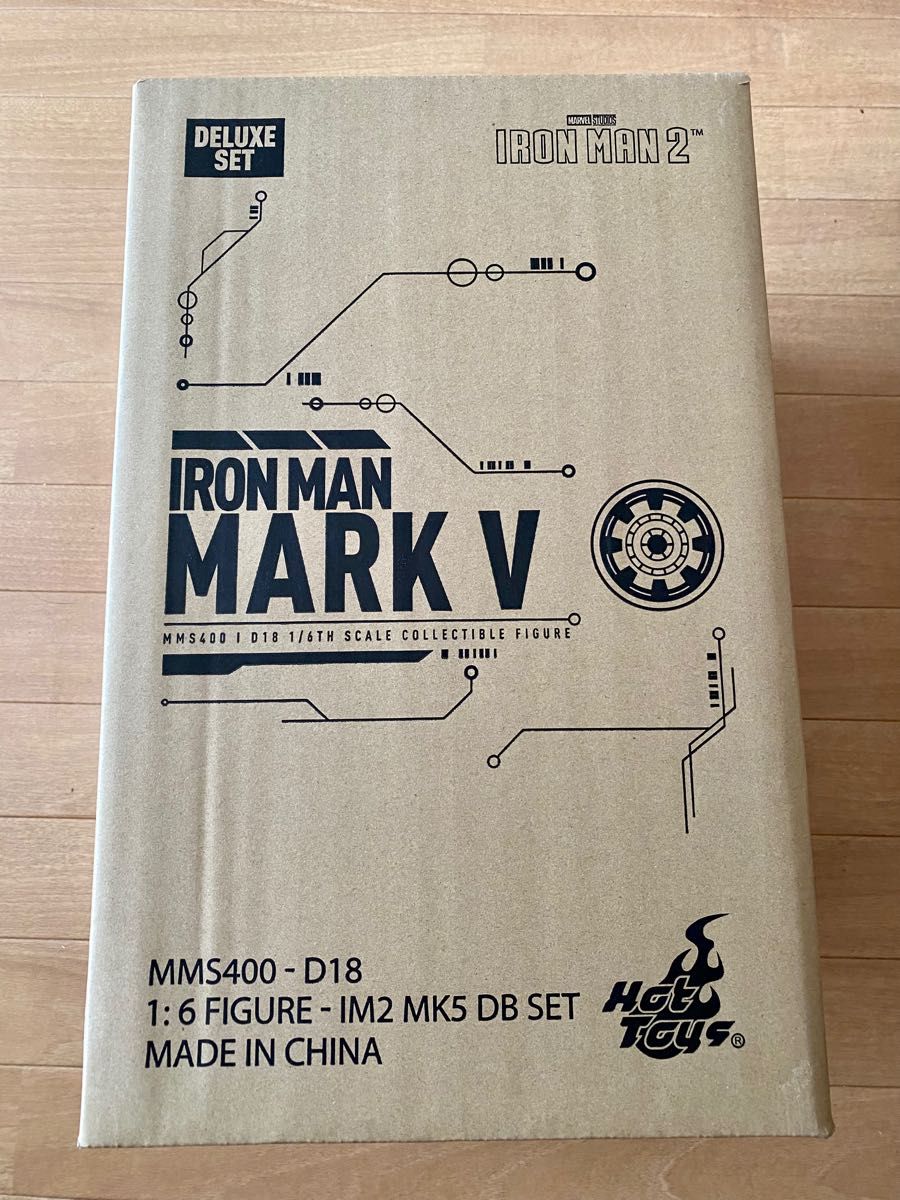 DELUXE
SET
MARVEL STUDIOS
IRON MAN 2™
IRON MAN
MARK V
MMS400 | D18 1/6TH SCALE COLLECTIBLE FIGURE
MMS400 - D18
1: 6 FIGURE - IM2 MK5 DB SET
MADE IN CHINA
Hot
Toys®